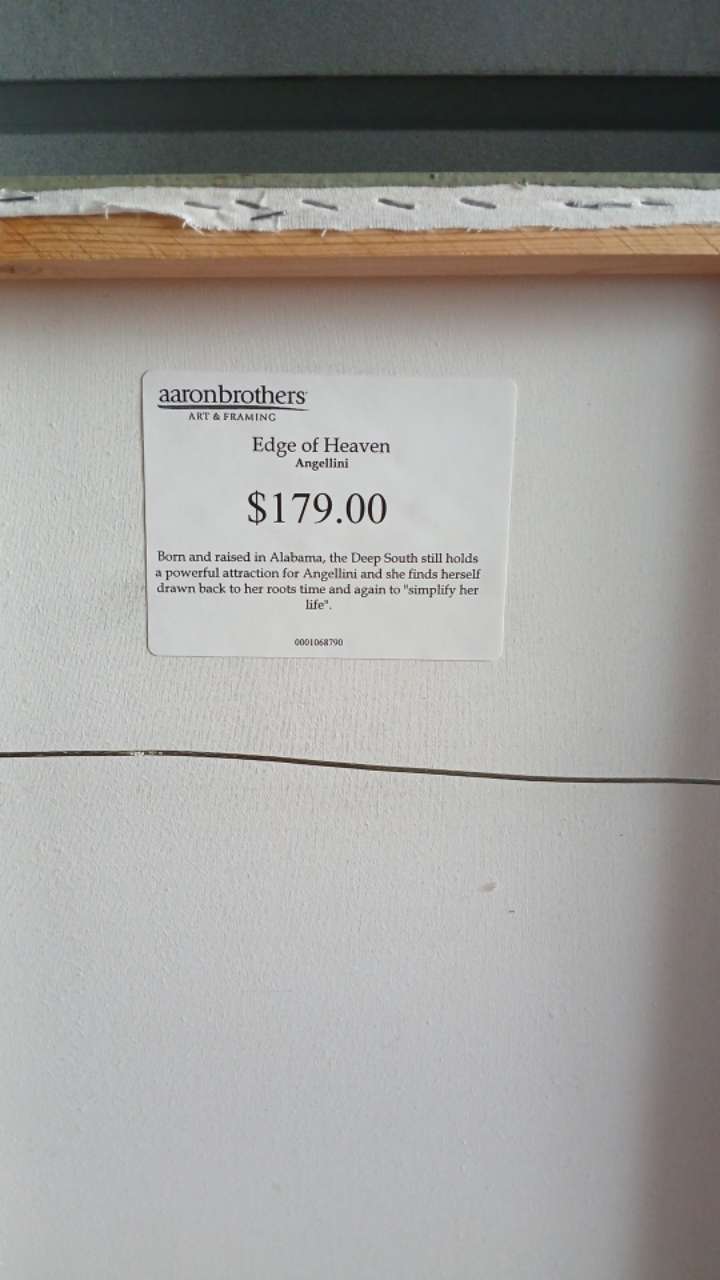 aaronbrothers
ART & FRAMING
Edge of Heaven
Angellini
$179.00
Born and raised in Alabama, the Deep South still holds
a powerful attraction for Angellini and she finds herself
drawn back to her roots time and again to "simplify her
life".
0001068790